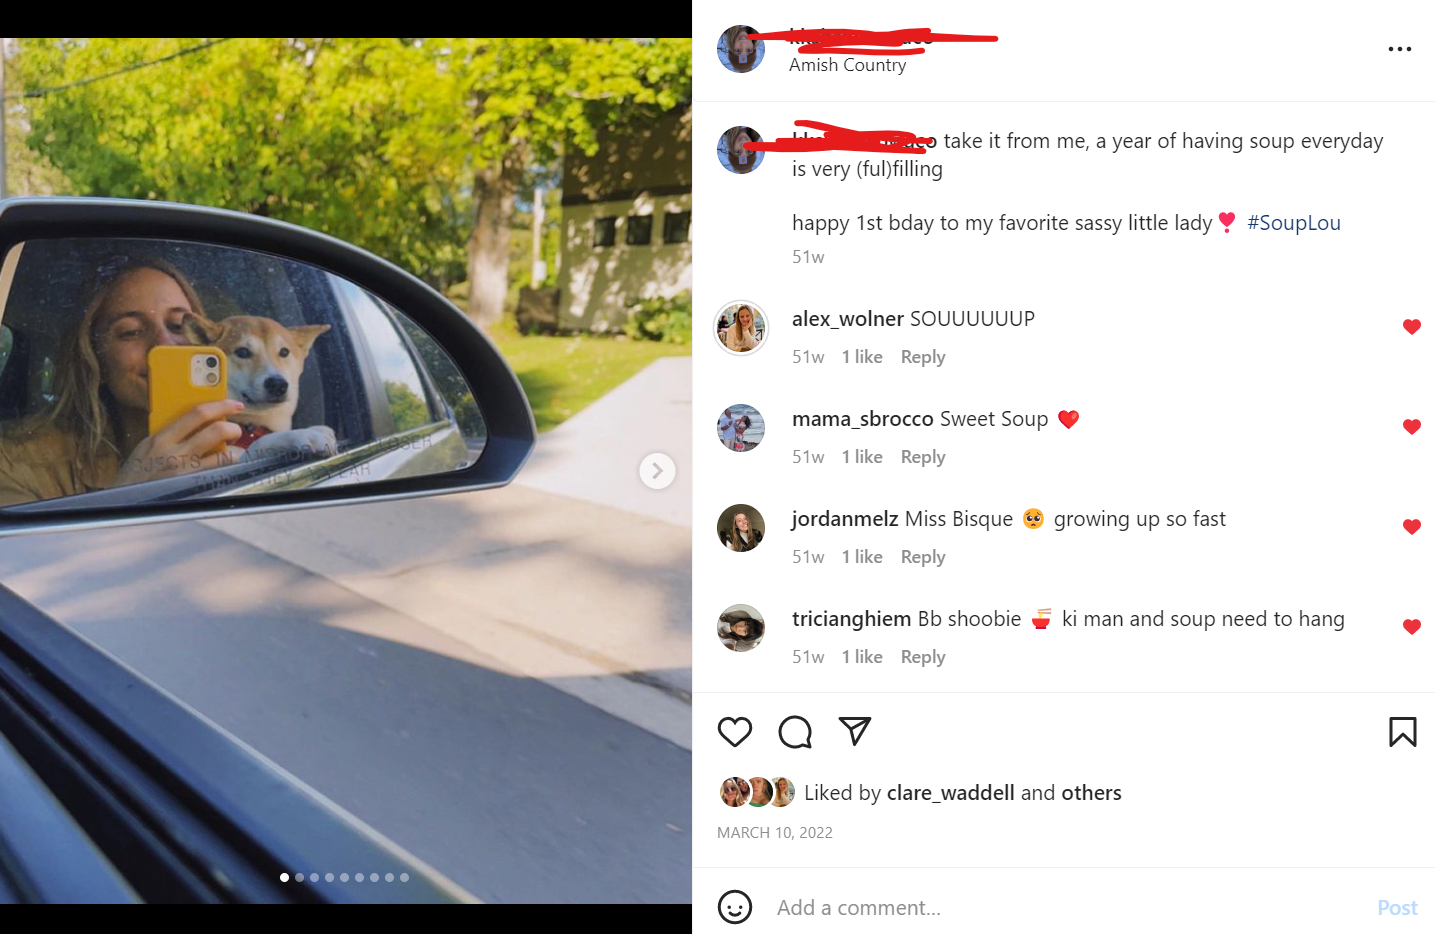 Amish Country
take it from me, a year of having soup everyday
is very (ful)filling
happy 1st bday to my favorite sassy little lady❣️ #SoupLou
51w
alex_wolner SOUUUUUUP
51w 1 like Reply
mama_sbrocco Sweet Soup ❤️
51w 1 like Reply
jordanmelz Miss Bisque 🥺 growing up so fast
51w 1 like Reply
tricianghiem Bb shoobie 🍜 ki man and soup need to hang
51w 1 like Reply
Liked by clare_waddell and others
MARCH 10, 2022
Add a comment... Post
OBJECTS IN MIRROR ARE CLOSER
THAN THEY APPEAR